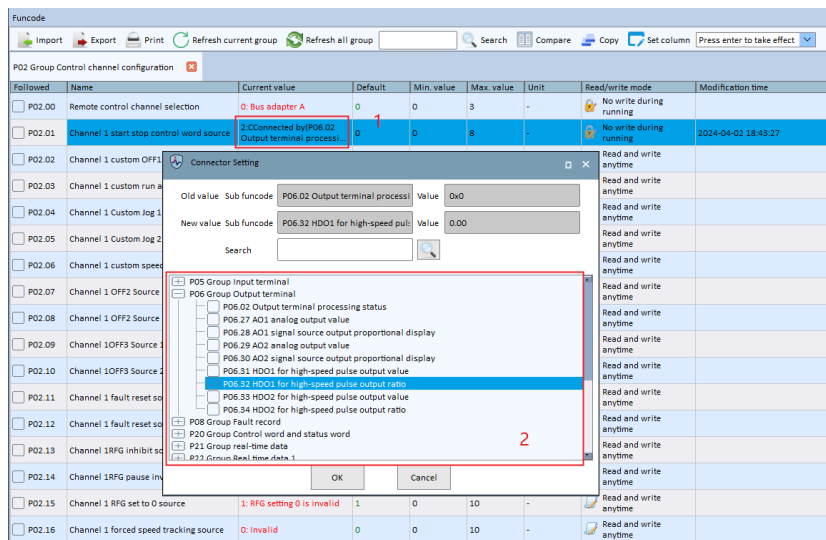 Funcode
Import Export Print Refresh current group Refresh all group Search Compare Copy Set column Press enter to take effect
P02 Group Control channel configuration
Followed Name Current value Default Min. value Max. value Unit Read/write mode Modification time
P02.00 Remote control channel selection 0: Bus adapter A 0 0 3 - No write during running
1
P02.01 Channel 1 start stop control word source 2:CConnected by(P06.02 Output terminal processi... 0 0 8 - No write during running 2024-04-02 18:43:27
P02.02 Channel 1 custom OFF1 Read and write anytime
Connector Setting
P02.03 Channel 1 custom run a Read and write anytime
Old value Sub funcode P06.02 Output terminal processi Value 0x0
P02.04 Channel 1 Custom Jog 1 Read and write anytime
New value Sub funcode P06.32 HDO1 for high-speed puls Value 0.00
P02.05 Channel 1 Custom Jog 2 Read and write anytime
Search
P02.06 Channel 1 custom speed Read and write anytime
P05 Group Input terminal
P02.07 Channel 1 OFF2 Source Read and write anytime
P06 Group Output terminal
P06.02 Output terminal processing status
P02.08 Channel 1 OFF2 Source Read and write anytime
P06.27 AO1 analog output value
P06.28 AO1 signal source output proportional display
P02.09 Channel 1OFF3 Source 1 Read and write anytime
P06.29 AO2 analog output value
P06.30 AO2 signal source output proportional display
P02.10 Channel 1OFF3 Source 2 Read and write anytime
P06.31 HDO1 for high-speed pulse output value
P06.32 HDO1 for high-speed pulse output ratio
P02.11 Channel 1 fault reset so Read and write anytime
P06.33 HDO2 for high-speed pulse output value
P06.34 HDO2 for high-speed pulse output ratio
P02.12 Channel 1 fault reset so Read and write anytime
P08 Group Fault record
P20 Group Control word and status word
P02.13 Channel 1RFG inhibit so Read and write anytime
P21 Group real-time data
2
P22 Group Real time data 1
P02.14 Channel 1RFG pause inv Read and write anytime
OK Cancel
P02.15 Channel 1 RFG set to 0 source 1: RFG setting 0 is invalid 1 0 10 - Read and write anytime
P02.16 Channel 1 forced speed tracking source 0: Invalid 0 0 10 - Read and write anytime